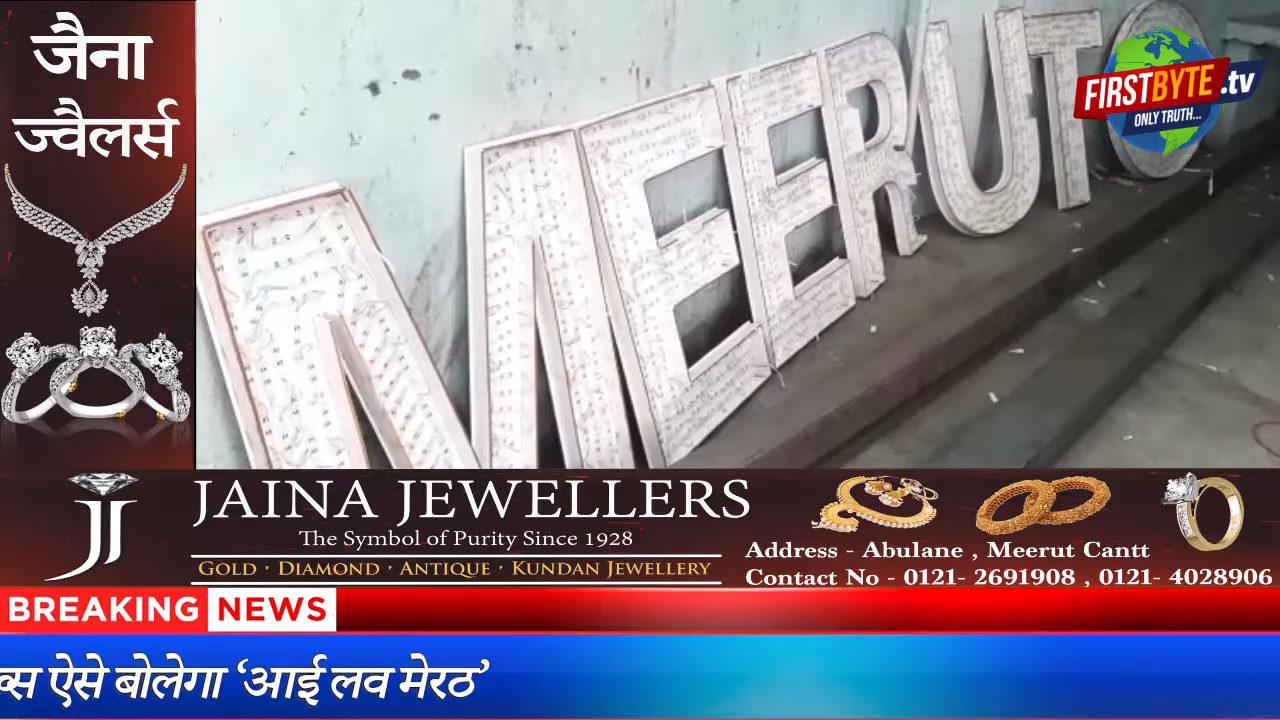 जैना
ज्वैलर्स
MEERUT
FIRSTBYTE.tv
ONLY TRUTH...
JJ
JAINA JEWELLERS
The Symbol of Purity Since 1928
GOLD · DIAMOND · ANTIQUE · KUNDAN JEWELLERY
Address - Abulane , Meerut Cantt
Contact No - 0121- 2691908 , 0121- 4028906
BREAKING NEWS
ऐसे बोलेगा ‘आई लव मेरठ’